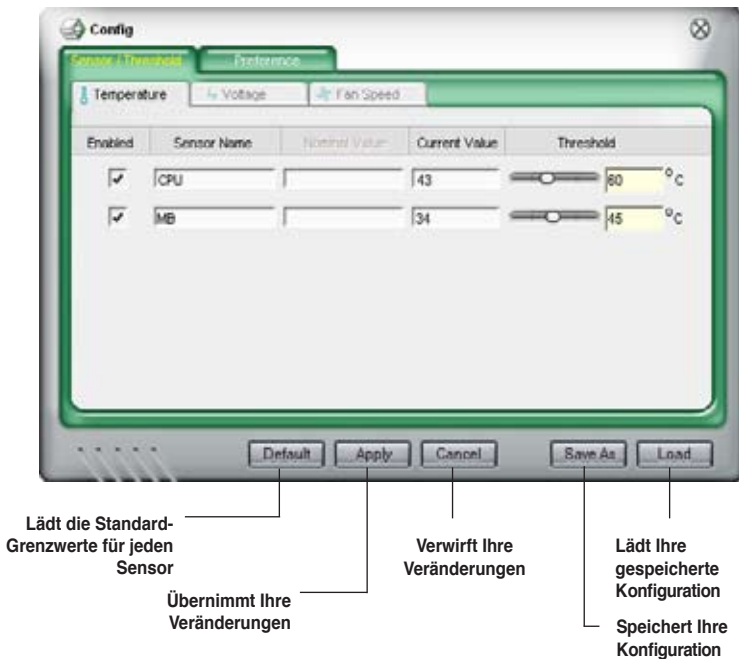 Config
Sensor / Threshold Preference
Temperature Voltage Fan Speed
Enabled Sensor Name Nominal Value Current Value Threshold
CPU 43 60 °C
MB 34 45 °C
Default Apply Cancel Save As Load
Lädt die Standard-
Grenzwerte für jeden
Sensor
Übernimmt Ihre
Veränderungen
Verwirft Ihre
Veränderungen
Lädt Ihre
gespeicherte
Konfiguration
Speichert Ihre
Konfiguration